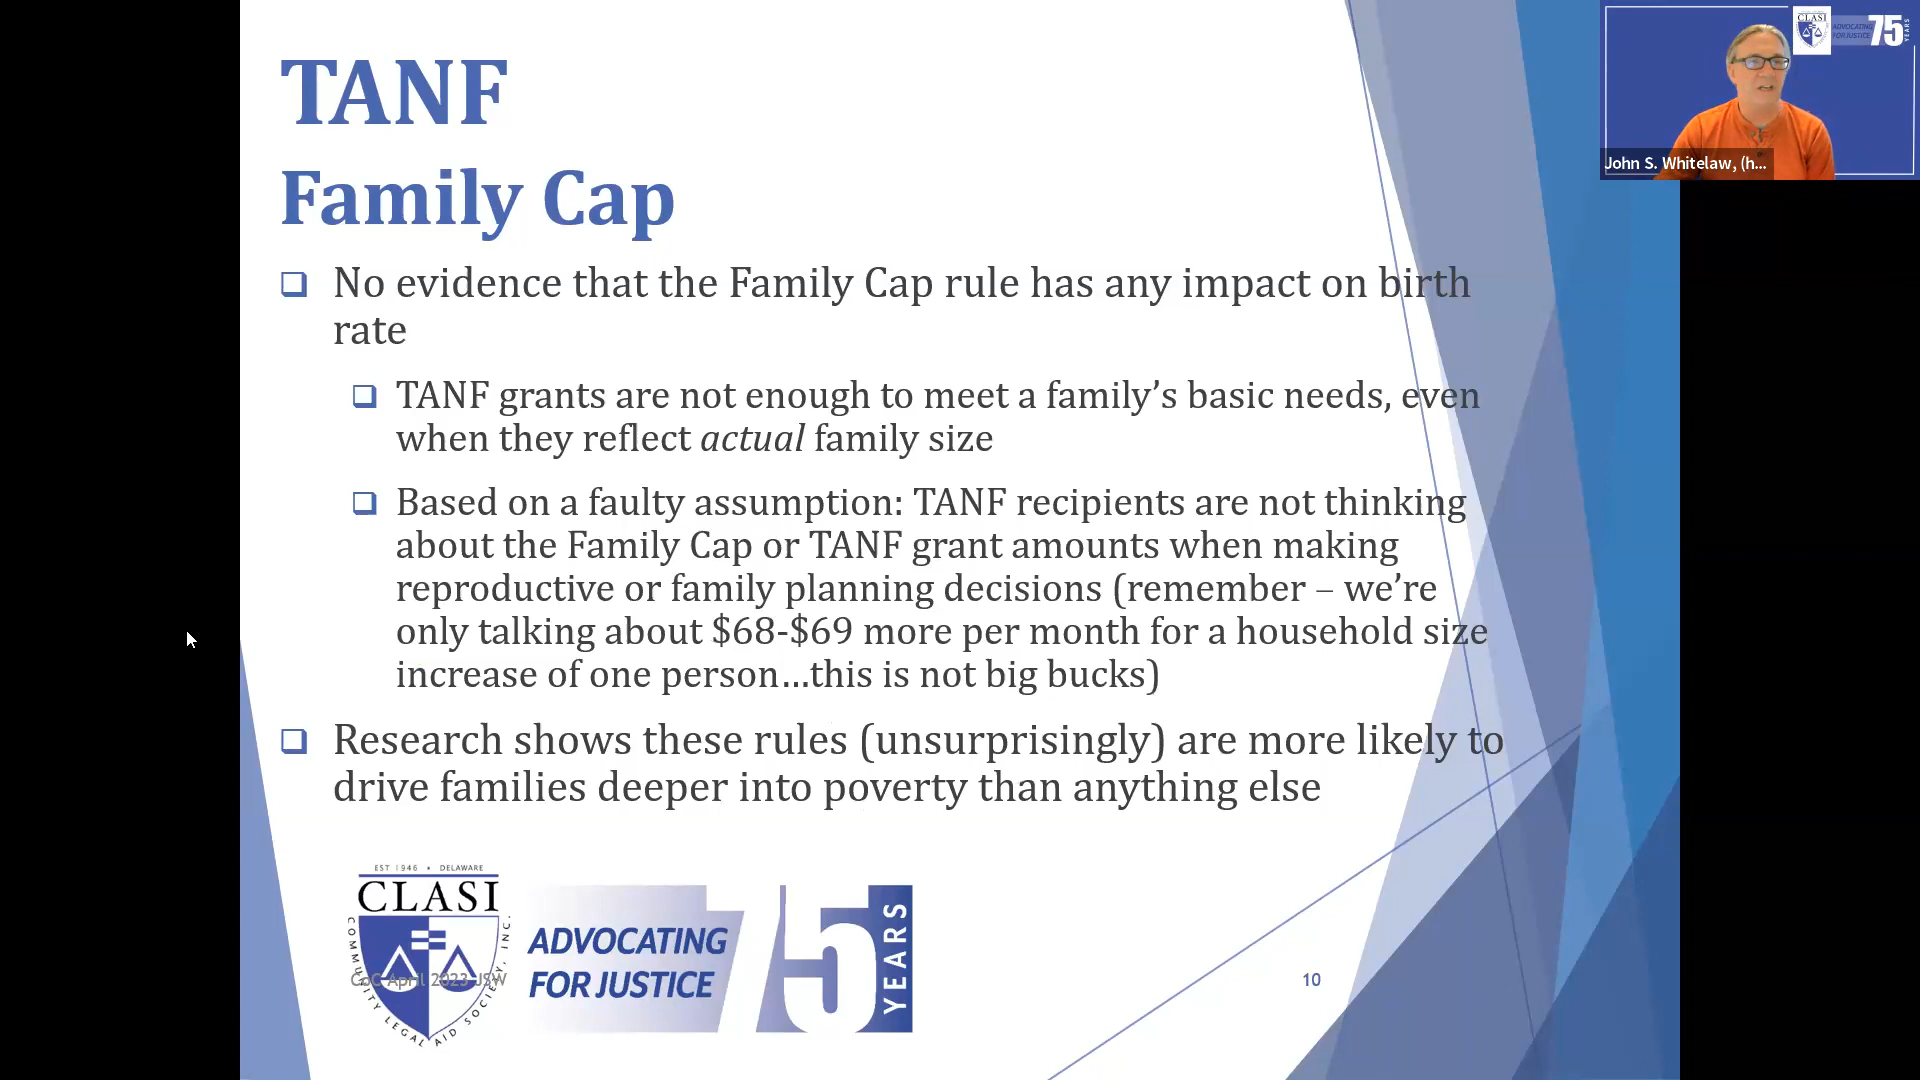 TANF
Family Cap
No evidence that the Family Cap rule has any impact on birth
rate
TANF grants are not enough to meet a family’s basic needs, even
when they reflect actual family size
Based on a faulty assumption: TANF recipients are not thinking
about the Family Cap or TANF grant amounts when making
reproductive or family planning decisions (remember – we’re
only talking about $68-$69 more per month for a household size
increase of one person…this is not big bucks)
Research shows these rules (unsurprisingly) are more likely to
drive families deeper into poverty than anything else
EST 1946 • DELAWARE
CLASI
COMMUNITY LEGAL AID SOCIETY, INC.
CoC April 2023 JSW
ADVOCATING
FOR JUSTICE
75
YEARS
10
CLASI
ADVOCATING
FOR JUSTICE
75
YEARS
John S. Whitelaw, (h...